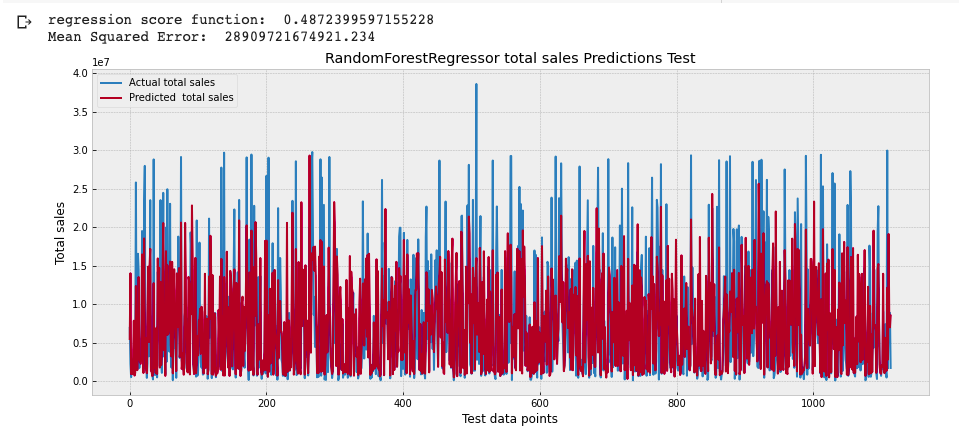 regression score function:  0.4872399597155228
Mean Squared Error:  28909721674921.234
RandomForestRegressor total sales Predictions Test
1e7
4.0
3.5
3.0
2.5
2.0
1.5
1.0
0.5
0.0
Total sales
Actual total sales
Predicted  total sales
0
200
400
600
800
1000
Test data points